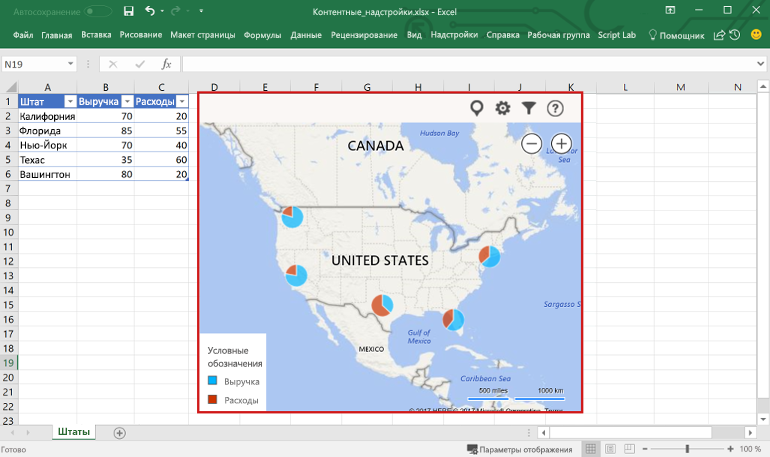 Автосохранение
Контентные_надстройки.xlsx - Excel
Файл Главная Вставка Рисование Макет страницы Формулы Данные Рецензирование Вид Надстройки Справка Рабочая группа Script Lab Помощник
N19 fx
A B C D E F G H I J K L M N
1 Штат Выручка Расходы
2 Калифорния 70 20
3 Флорида 85 55
4 Нью-Йорк 70 40
5 Техас 35 60
6 Вашингтон 80 20
7
8
9
10
11
12
13
14
15
16
17
18
19
20
21
22
23
Hudson Bay
CANADA
Sea
UNITED STATES
Sargasso S
Gulf of
Mexico
MEXICO
Caribbean Sea
500 miles 1000 km
Условные
обозначения
Выручка
Расходы
© 2017 HERE © 2017 Microsoft Corporation Terms
Штаты
Готово Параметры отображения 100 %